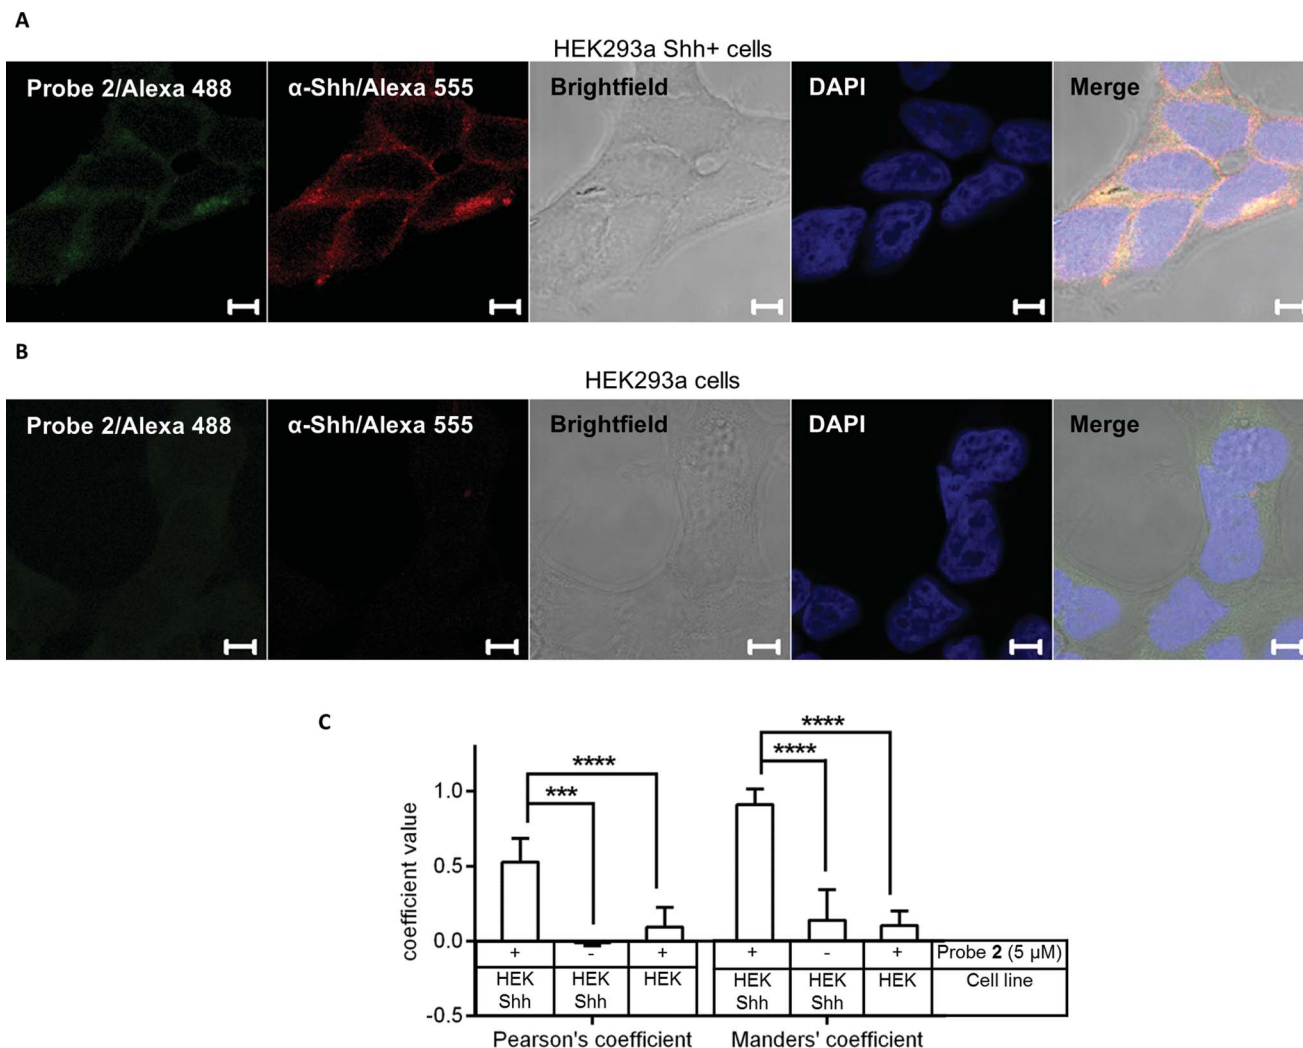 A
HEK293a Shh+ cells
Probe 2/Alexa 488
α-Shh/Alexa 555
Brightfield
DAPI
Merge
B
HEK293a cells
Probe 2/Alexa 488
α-Shh/Alexa 555
Brightfield
DAPI
Merge
C
coefficient value
1.0
0.5
0.0
-0.5
****
***
****
****
+ - + + - + Probe 2 (5 μM)
HEK Shh HEK Shh HEK HEK Shh HEK Shh HEK Cell line
Pearson's coefficient Manders' coefficient